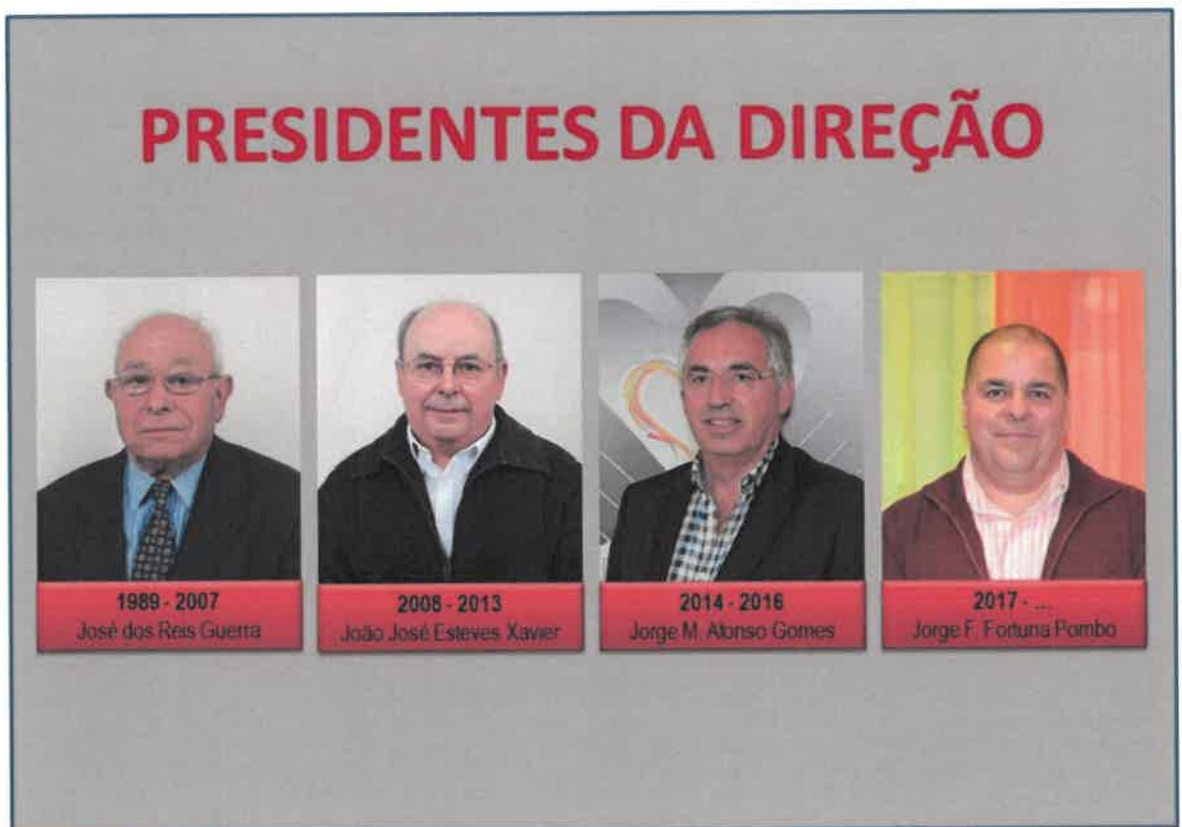 PRESIDENTES DA DIREÇÃO
1989 - 2007
José dos Reis Guerra
2008 - 2013
João José Esteves Xavier
2014 - 2016
Jorge M. Afonso Gomes
2017 - ...
Jorge F. Fortuna Pombo